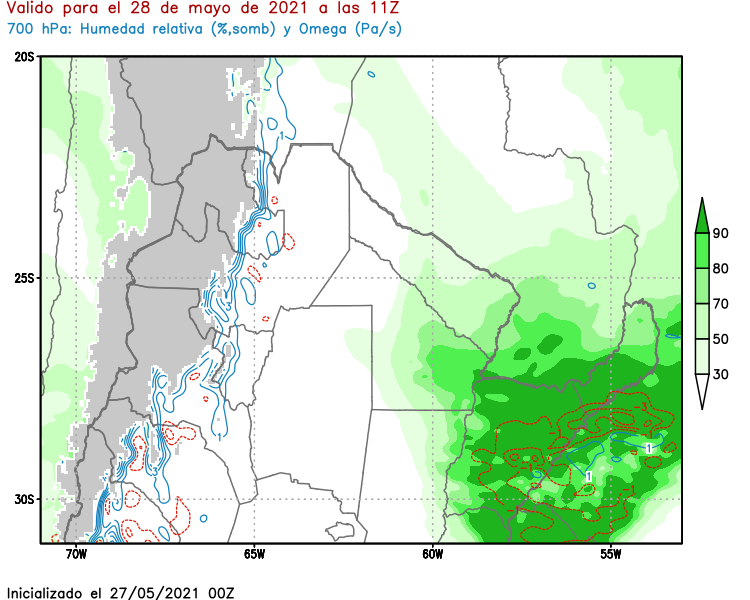 Valido para el 28 de mayo de 2021 a las 11Z
700 hPa: Humedad relativa (%,somb) y Omega (Pa/s)
20S
25S
30S
70W
65W
60W
55W
1
1
1
1
90
80
70
50
30
Inicializado el 27/05/2021 00Z